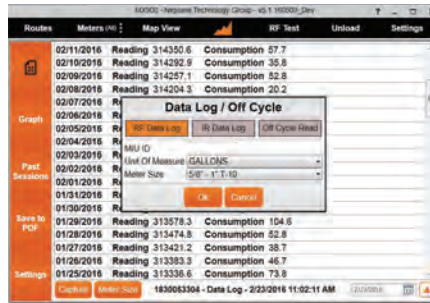 MX900 - Neptune Technology Group - v5.1 160503_Dev ? - □
Routes Meters (All) Map View RF Test Unload Settings
02/11/2016 Reading 314350.6 Consumption 57.7
02/10/2016 Reading 314292.9 Consumption 35.8
02/09/2016 Reading 314257.1 Consumption 52.8
02/08/2016 Reading 314204.3 Consumption 20.2
02/07/2016 R
02/06/2016 R
02/05/2016 R
02/04/2016 R
02/03/2016 R
02/02/2016 R
02/01/2016 R
01/31/2016 R
01/30/2016 R
01/29/2016 Reading 313578.3 Consumption 104.6
01/28/2016 Reading 313474.8 Consumption 52.8
01/27/2016 Reading 313421.2 Consumption 38.7
01/26/2016 Reading 313383.3 Consumption 46.7
01/25/2016 Reading 313336.6 Consumption 73.8
Graph
Past
Sessions
Save to
PDF
Settings
Data Log / Off Cycle
RF Data Log IR Data Log Off Cycle Read
MIU ID
Unit Of Measure GALLONS
Meter Size 5/8" - 1" T-10
Ok Cancel
Capture Meter Size 1830053304 - Data Log - 2/23/2016 11:02:11 AM